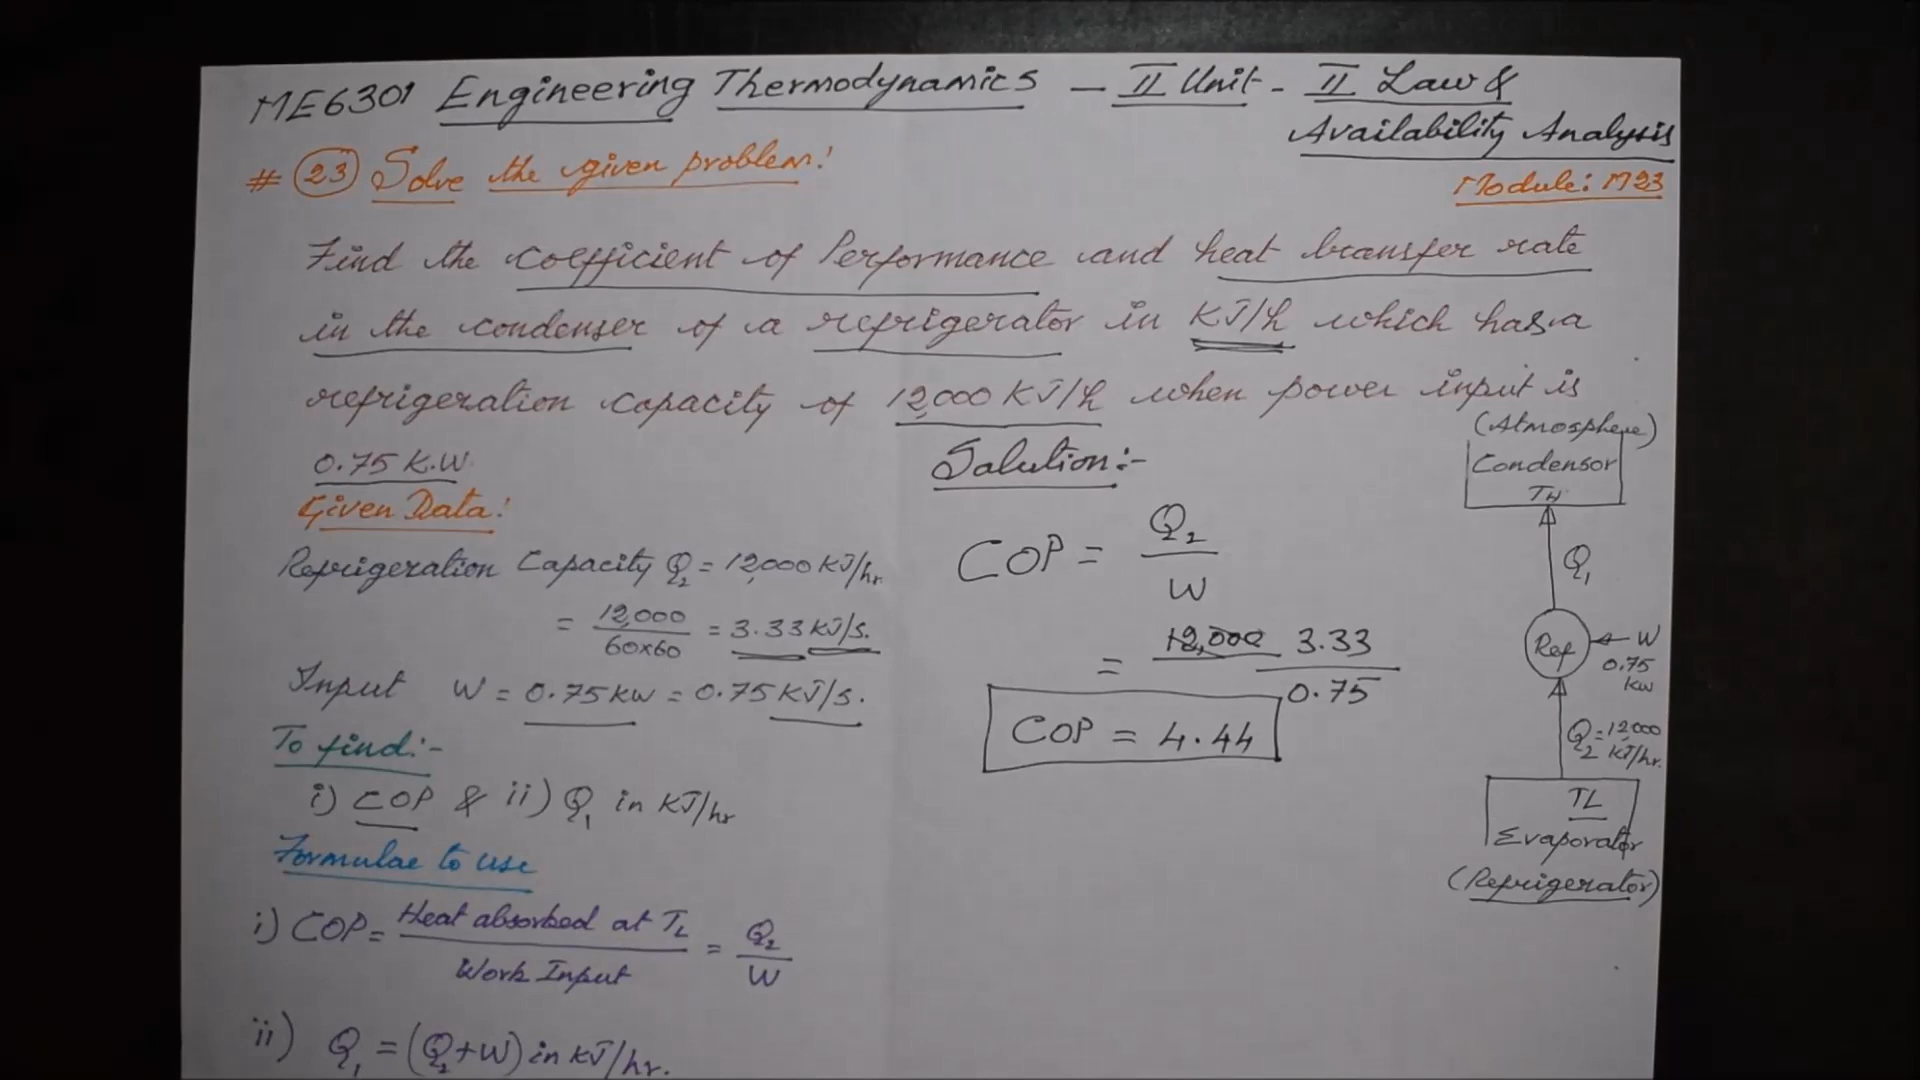 ME6301 Engineering Thermodynamics – II Unit - II Law &
Availability Analysis
# 23 Solve the given problem!
Module: M23
Find the coefficient of Performance and heat transfer rate
in the condenser of a refrigerator in KJ/h which has a
refrigeration capacity of 12,000 KJ/h when power input is
0.75 K.W.
Given Data!
Refrigeration Capacity Q₂ = 12,000 KJ/hr.
= 12,000 / 60x60 = 3.33 KJ/s.
Input W = 0.75 KW = 0.75 KJ/s.
To find:-
i) COP & ii) Q₁ in KJ/hr
Formulae to use
i) COP = Heat absorbed at TL / Work Input = Q₂ / W
ii) Q₁ = (Q₂+W) in KJ/hr.
Solution:-
COP = Q₂ / W
= 12,000 3.33 / 0.75
COP = 4.44
(Atmosphere)
Condensor
TH
Q₁
Ref
W
0.75
KW
Q₂ = 12,000
KJ/hr.
TL
Evaporator
(Refrigerator)